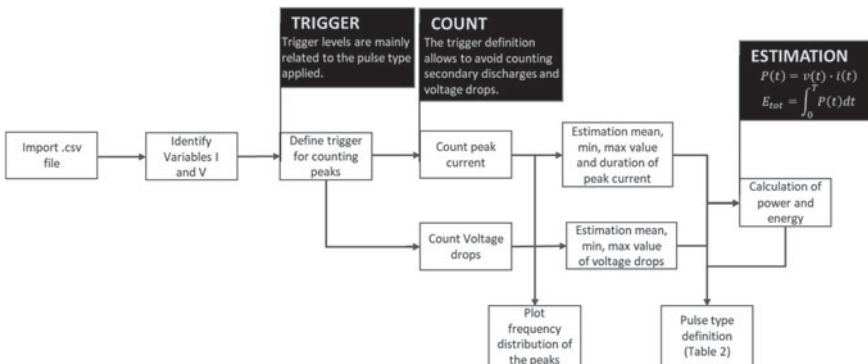 TRIGGER
Trigger levels are mainly
related to the pulse type
applied.
COUNT
The trigger definition
allows to avoid counting
secondary discharges and
voltage drops.
ESTIMATION
P(t) = v(t) · i(t)
E_tot = ∫_0^T P(t)dt
Import .csv
file
Identify
Variables I
and V
Define trigger
for counting
peaks
Count peak
current
Estimation mean,
min, max value
and duration of
peak current
Calculation of
power and
energy
Count Voltage
drops
Estimation mean,
min, max value
of voltage drops
Plot
frequency
distribution of
the peaks
Pulse type
definition
(Table 2)